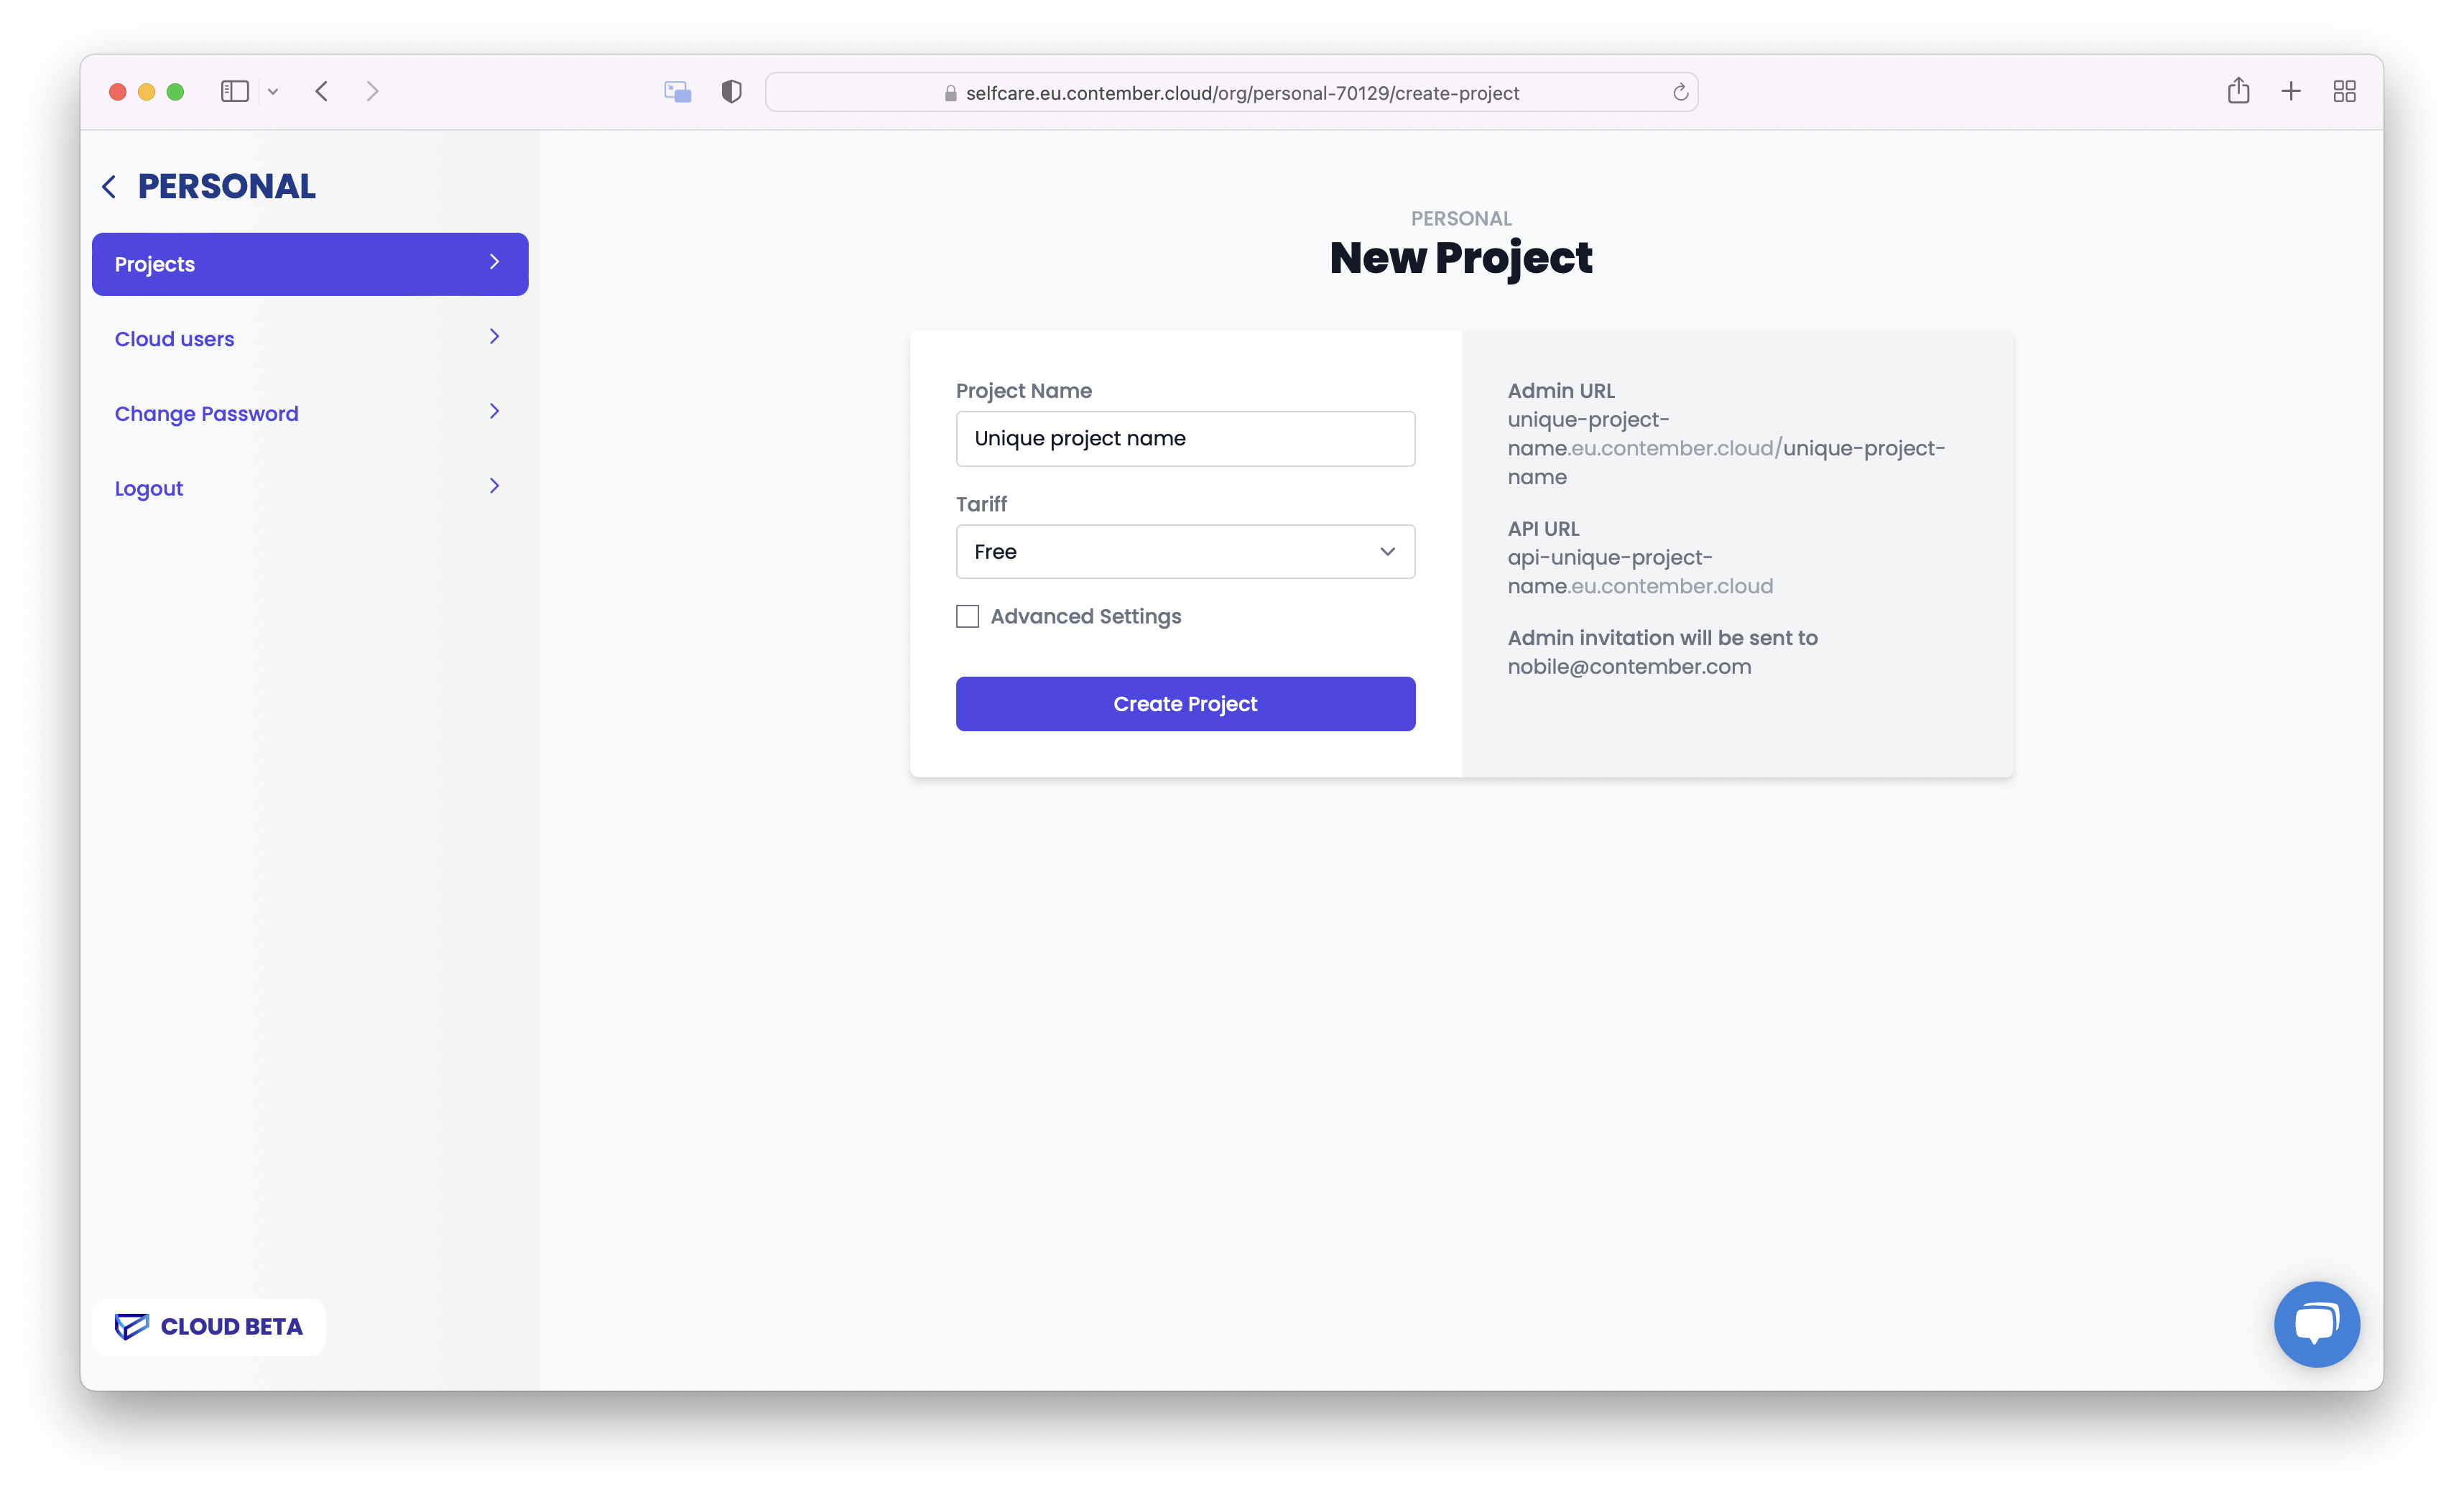 selfcare.eu.contember.cloud/org/personal-70129/create-project
PERSONAL
Projects
Cloud users
Change Password
Logout
CLOUD BETA
PERSONAL
New Project
Project Name
Unique project name
Tariff
Free
Advanced Settings
Create Project
Admin URL
unique-project-
name.eu.contember.cloud/unique-project-
name
API URL
api-unique-project-
name.eu.contember.cloud
Admin invitation will be sent to
nobile@contember.com